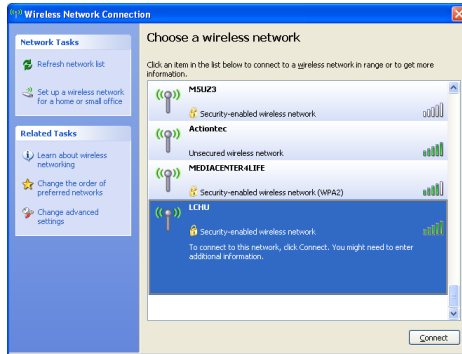 Wireless Network Connection
Network Tasks
Refresh network list
Set up a wireless network
for a home or small office
Related Tasks
Learn about wireless
networking
Change the order of
preferred networks
Change advanced
settings
Choose a wireless network
Click an item in the list below to connect to a wireless network in range or to get more
information.
M5U23
Security-enabled wireless network
Actiontec
Unsecured wireless network
MEDIACENTER4LIFE
Security-enabled wireless network (WPA2)
LCHU
Security-enabled wireless network
To connect to this network, click Connect. You might need to enter
additional information.
Connect